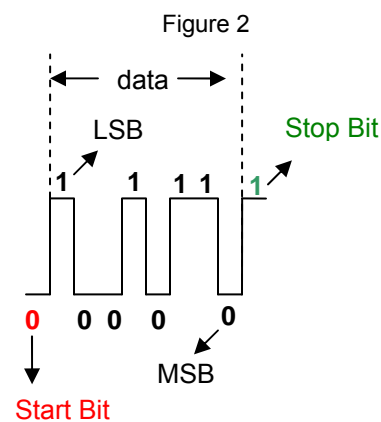 Figure 2
data
LSB
Stop Bit
1 1 1 1 1
0 0 0 0 0
MSB
Start Bit